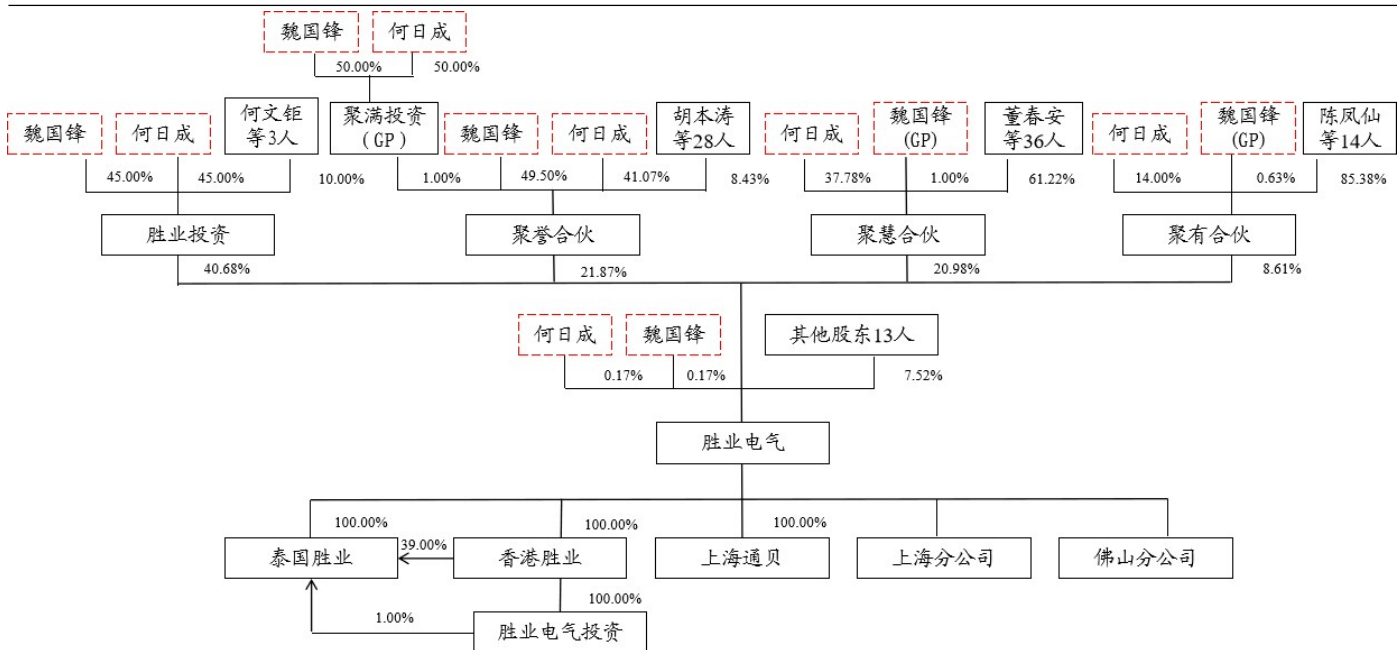 魏国锋 何日成
50.00% 50.00%
魏国锋 何日成 何文钜 聚满投资 魏国锋 何日成 胡本涛 何日成 魏国锋 董春安 何日成 魏国锋 陈凤仙
等3人 (GP) 等28人 (GP) 等36人 (GP) 等14人
45.00% 45.00% 10.00% 1.00% 49.50% 41.07% 8.43% 37.78% 1.00% 61.22% 14.00% 0.63% 85.38%
胜业投资 聚誉合伙 聚慧合伙 聚有合伙
40.68% 21.87% 20.98% 8.61%
何日成 魏国锋 其他股东13人
0.17% 0.17% 7.52%
胜业电气
100.00% 100.00% 100.00%
泰国胜业 39.00% 香港胜业 上海通贝 上海分公司 佛山分公司
100.00%
1.00% 胜业电气投资